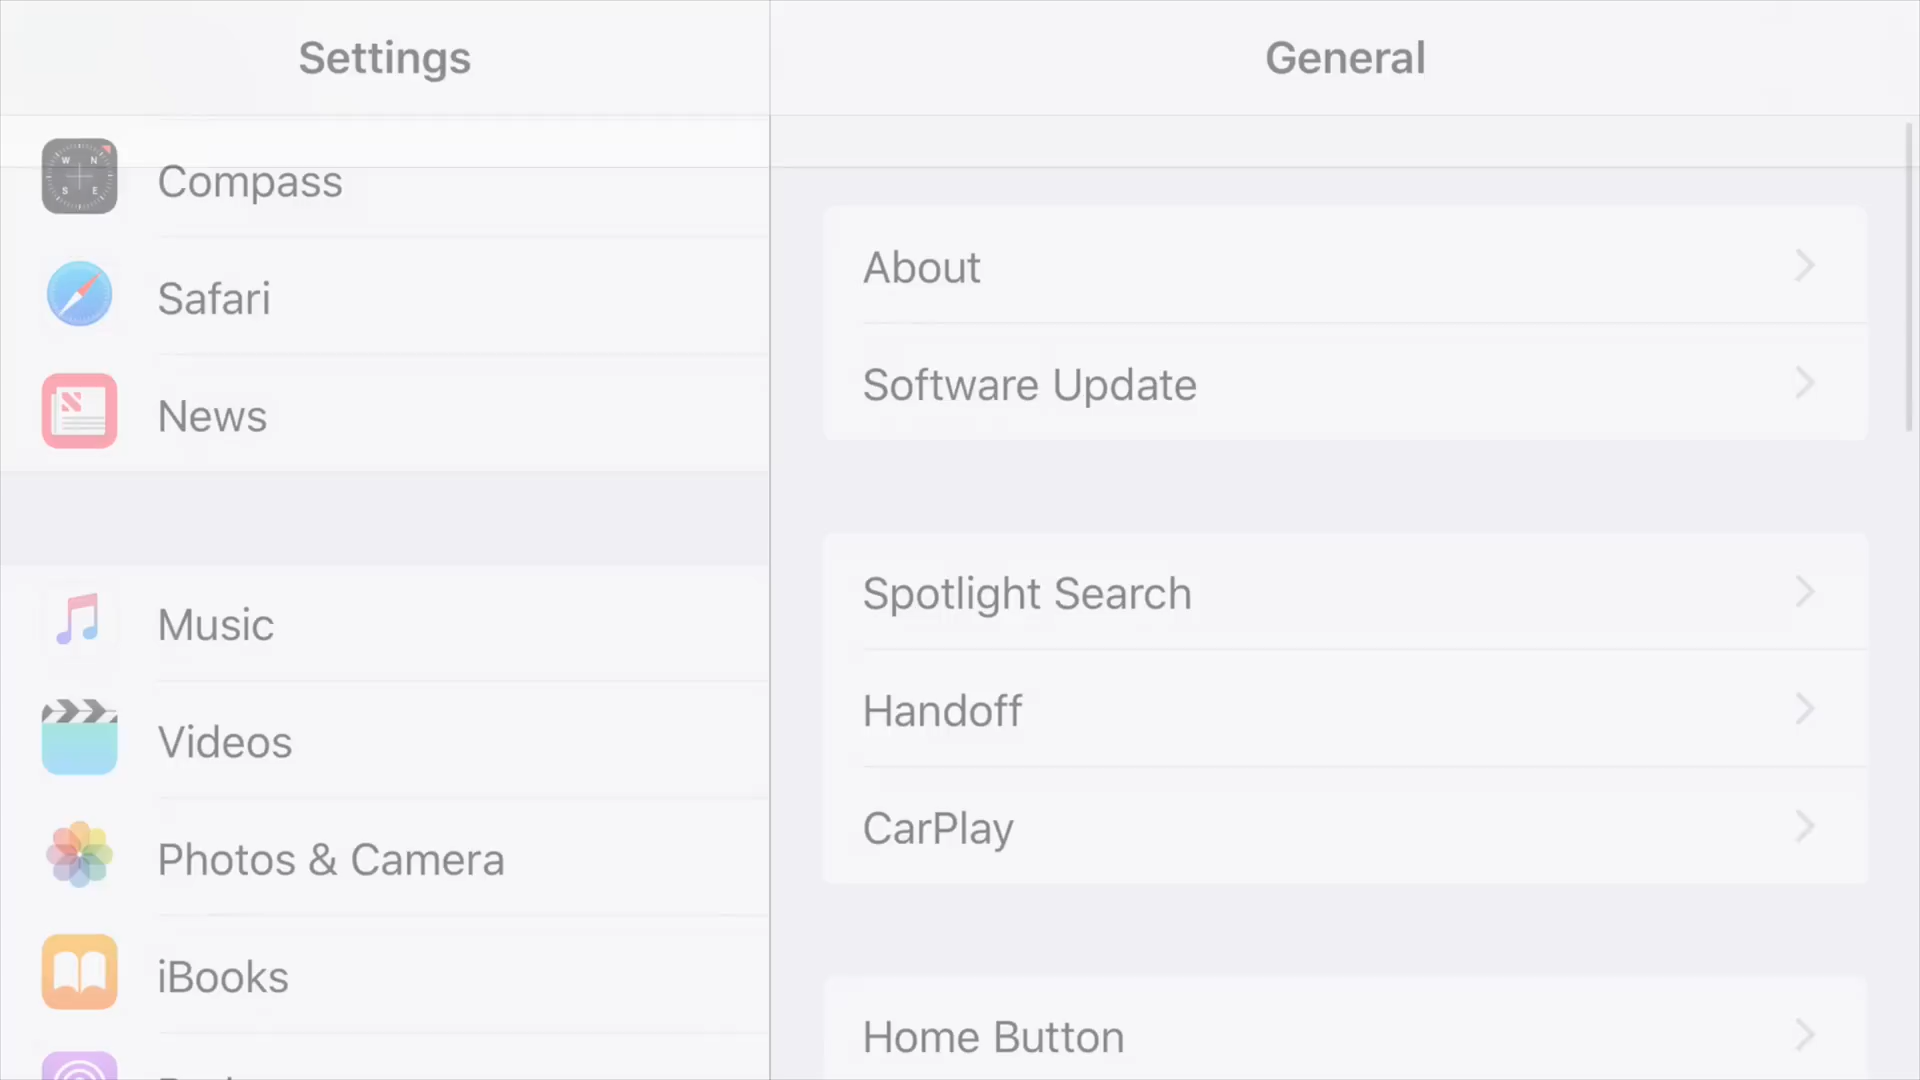 Settings
Compass
Safari
News
Music
Videos
Photos & Camera
iBooks
General
About
Software Update
Spotlight Search
Handoff
CarPlay
Home Button